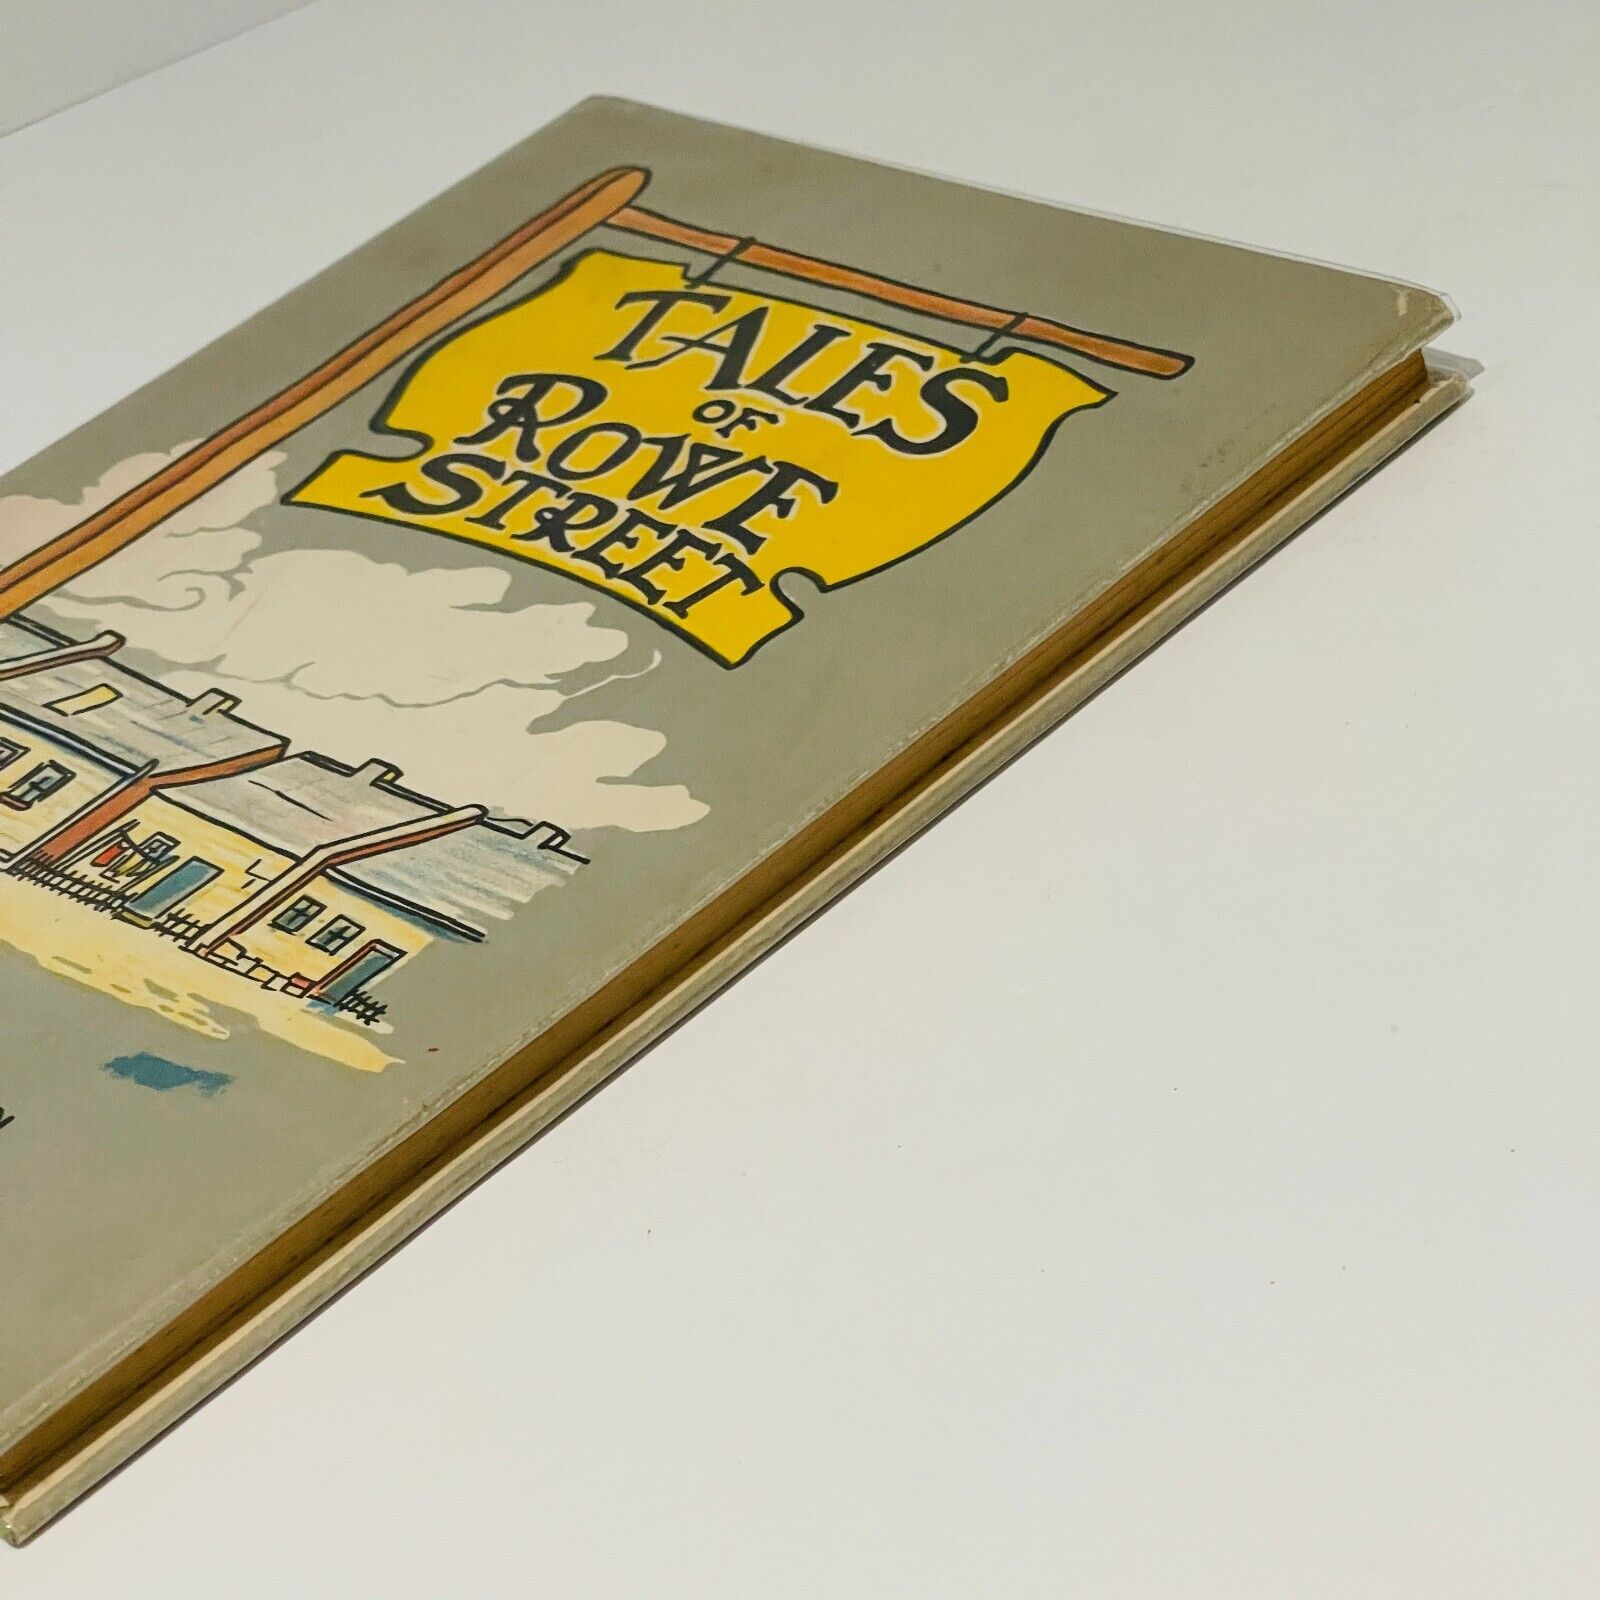 TALES
OF
ROWE
STREET